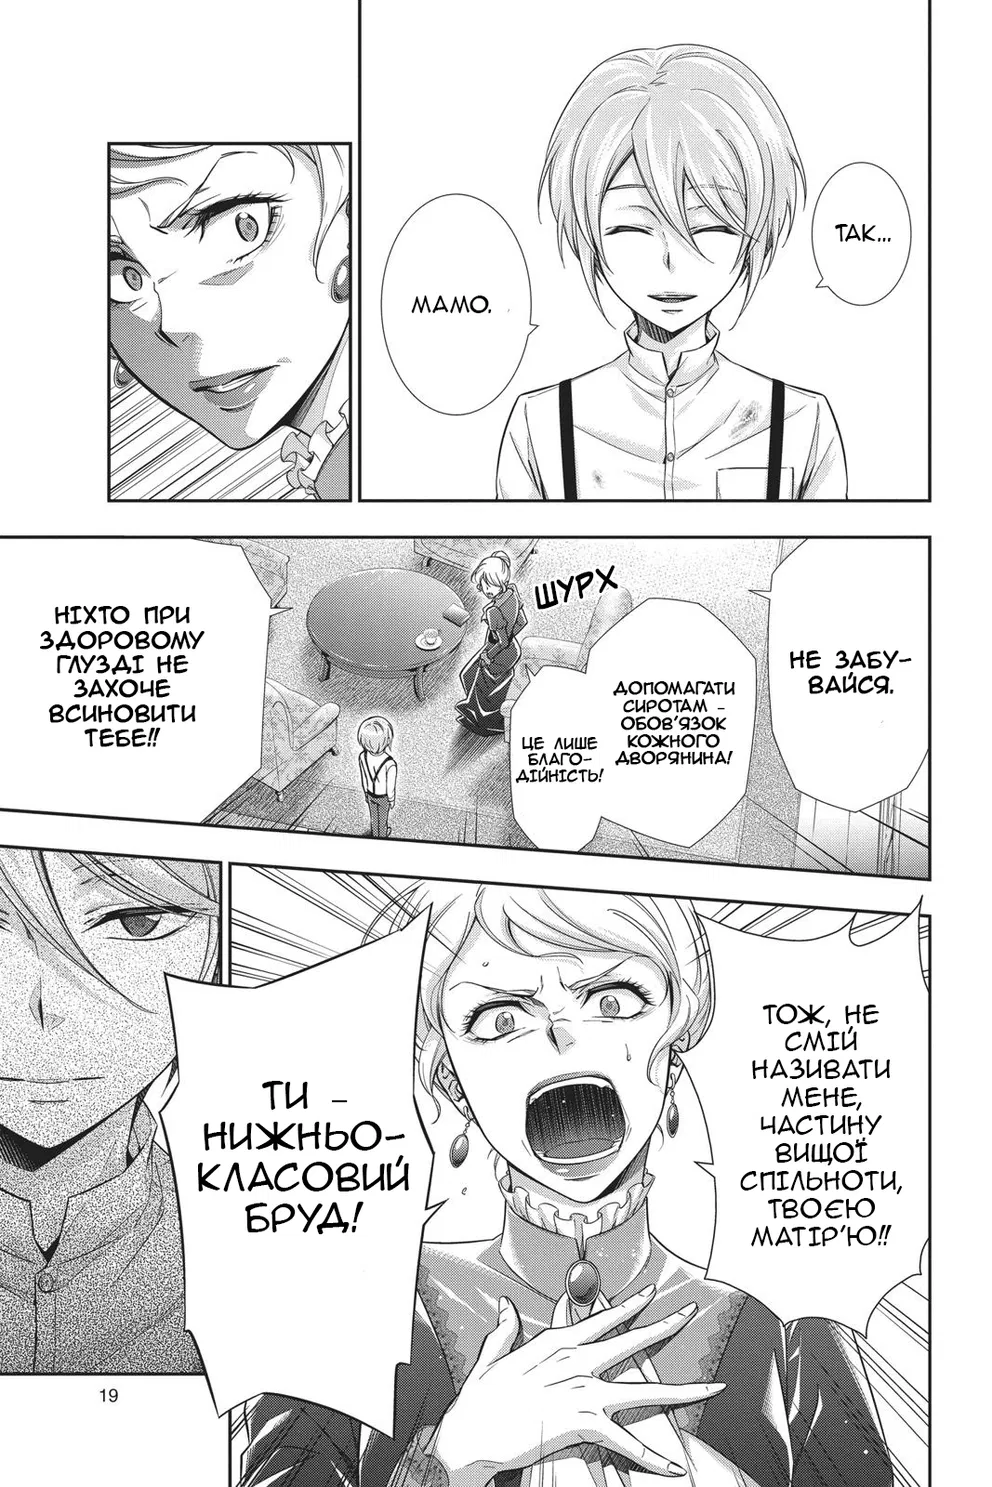 ТАК...
МАМО.
НЕ ЗАБУ-
ВАЙСЯ.
ШУРХ
ДОПОМАГАТИ
СИРОТАМ -
ОБОВ'ЯЗОК
КОЖНОГО
ДВОРЯНИНА!
ЦЕ ЛИШЕ
БЛАГО-
ДІЙНІСТЬ!
НІХТО ПРИ
ЗДОРОВОМУ
ГЛУЗДІ НЕ
ЗАХОЧЕ
ВСИНОВИТИ
ТЕБЕ!!
ТОЖ, НЕ
СМІЙ
НАЗИВАТИ
МЕНЕ,
ЧАСТИНУ
ВИЩОЇ
СПІЛЬНОТИ,
ТВОЄЮ
МАТІР'Ю!!
ТИ -
НИЖНЬО-
КЛАСОВИЙ
БРУД!
19